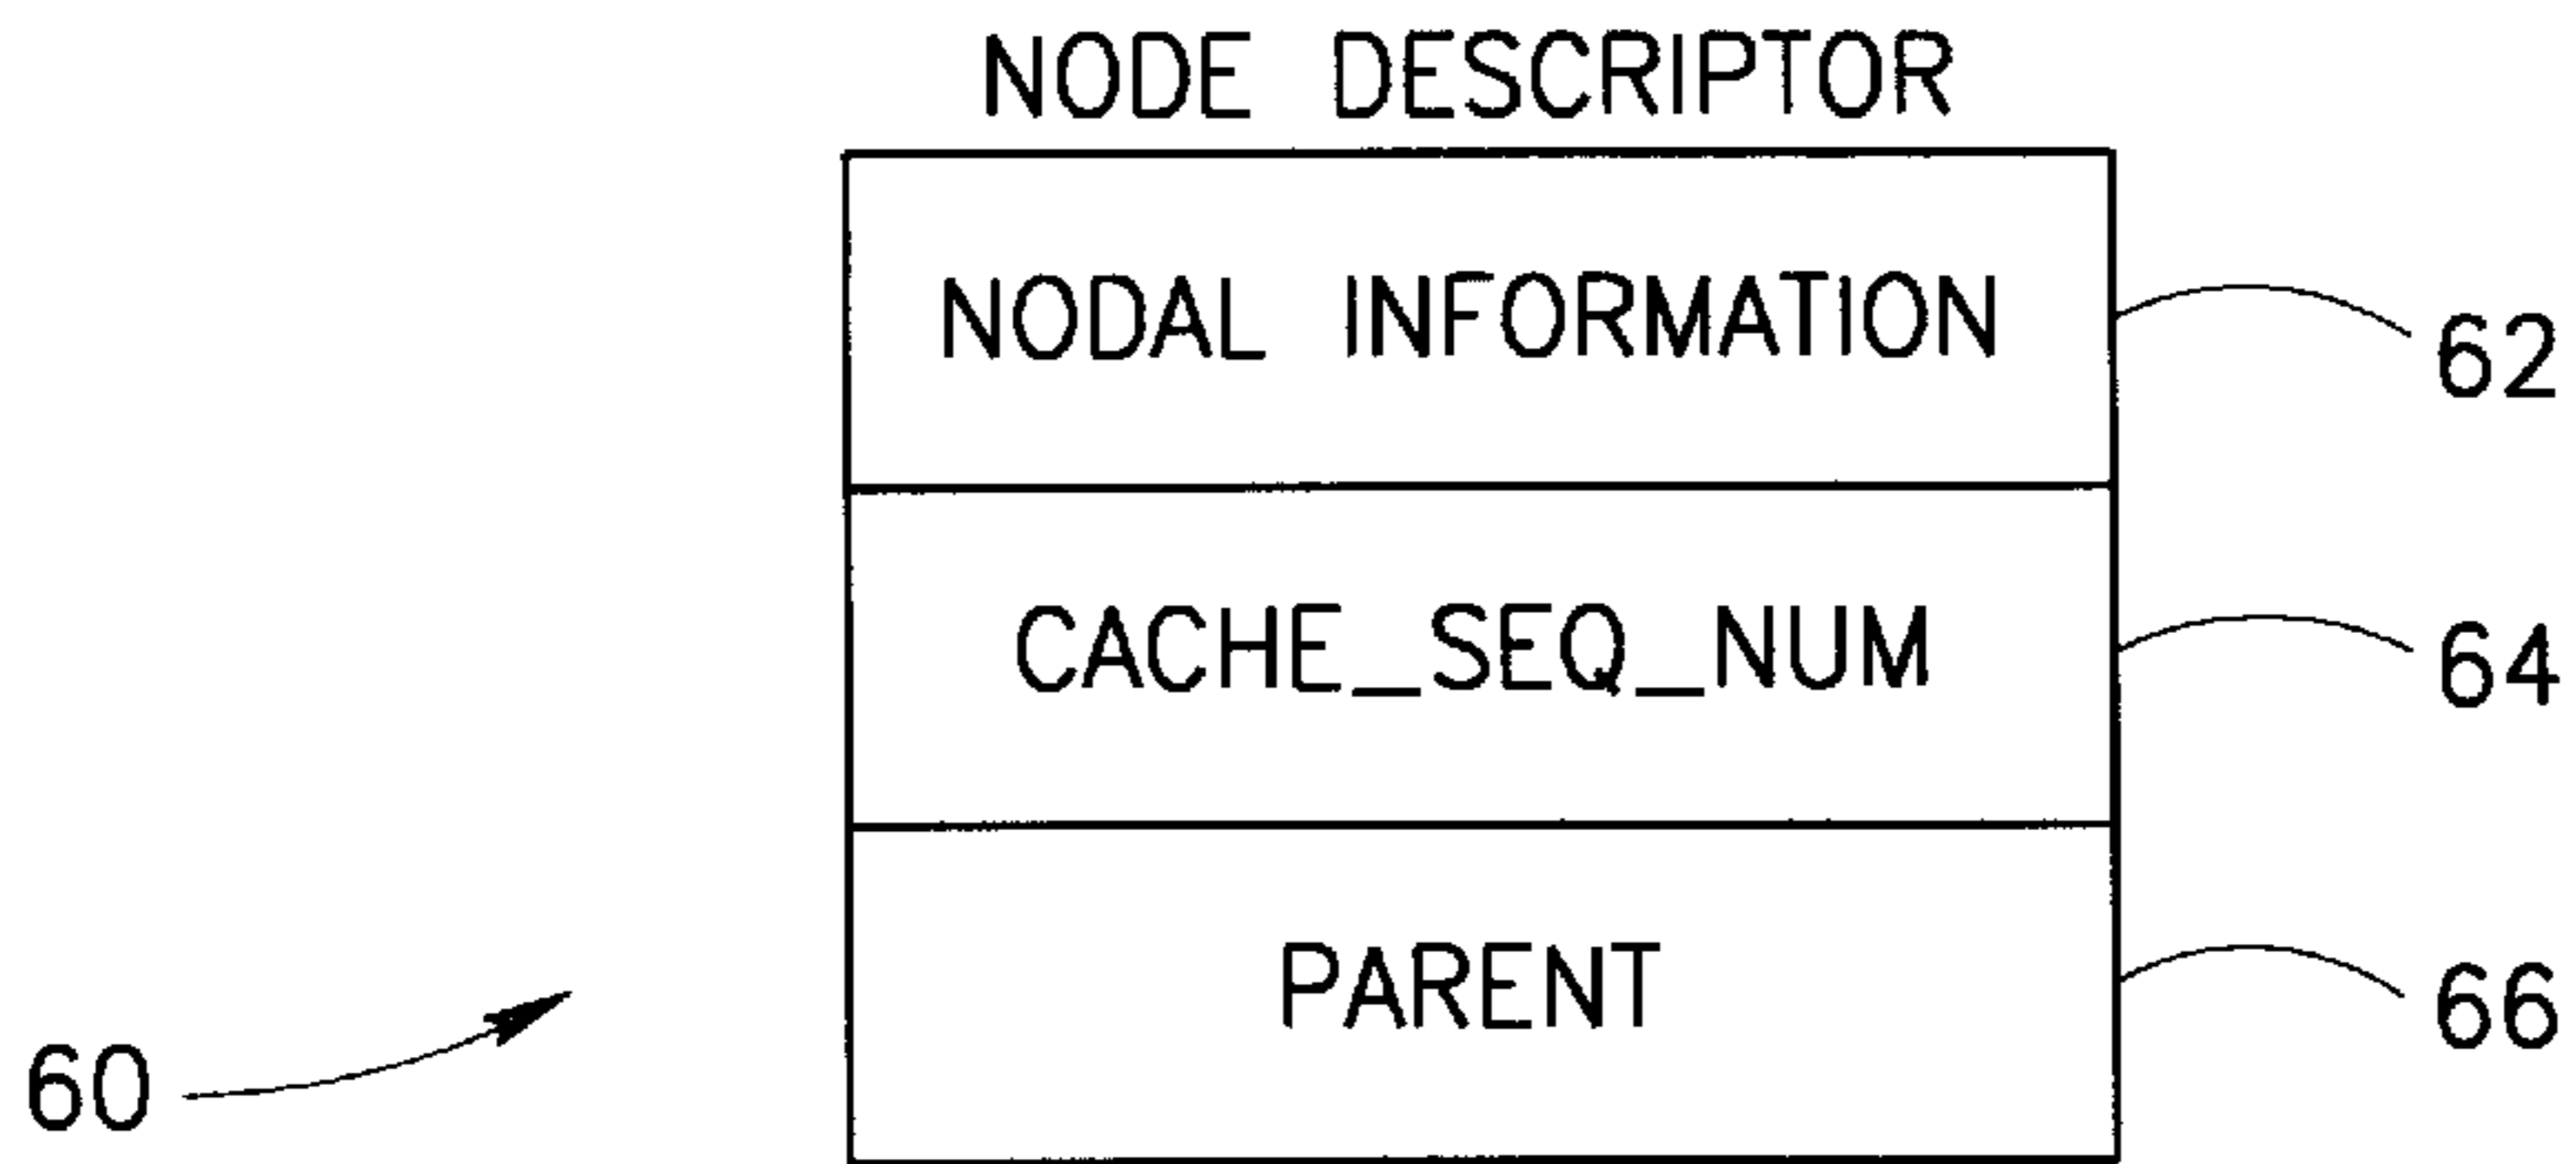 NODE DESCRIPTOR
NODAL INFORMATION
62
CACHE_SEQ_NUM
64
PARENT
66
60